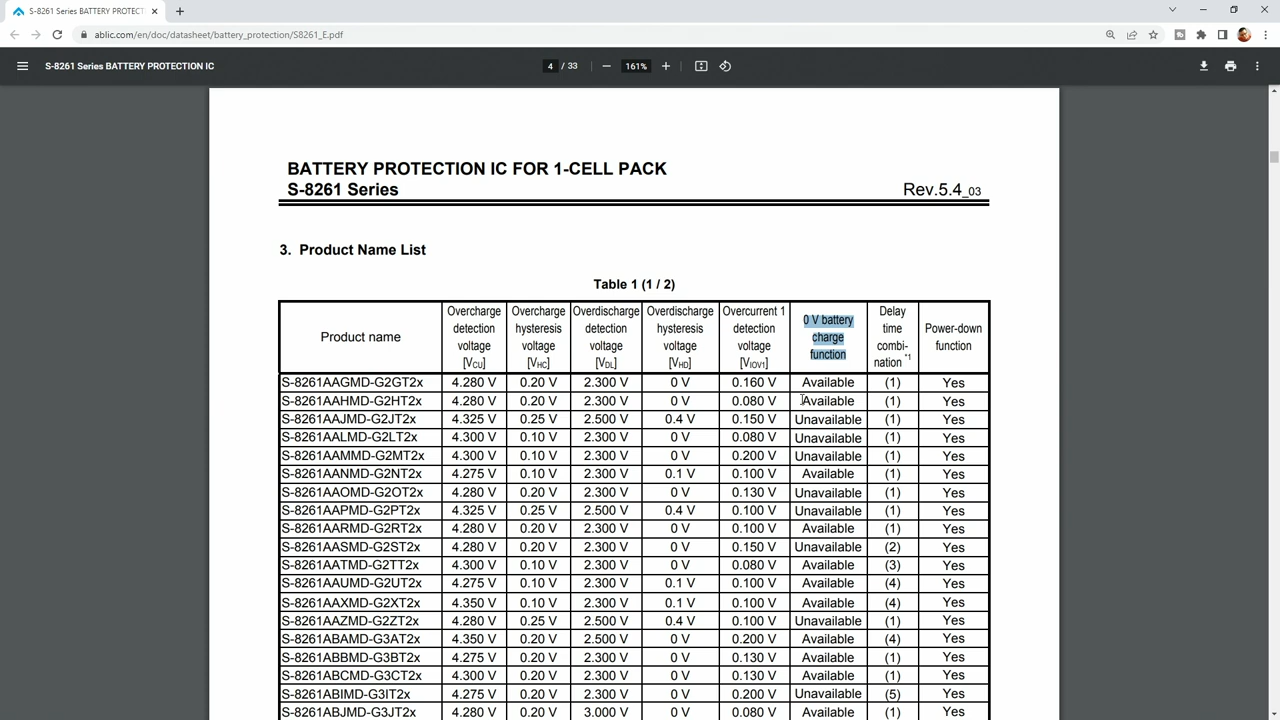 S-8261 Series BATTERY PROTECT
ablic.com/en/doc/datasheet/battery_protection/S8261_E.pdf
S-8261 Series BATTERY PROTECTION IC
4 / 33
161%
BATTERY PROTECTION IC FOR 1-CELL PACK
S-8261 Series
Rev.5.4_03
3. Product Name List
Table 1 (1 / 2)
Product name
Overcharge detection voltage [VCU]
Overcharge hysteresis voltage [VHC]
Overdischarge detection voltage [VDL]
Overdischarge hysteresis voltage [VHD]
Overcurrent 1 detection voltage [VIOV1]
0 V battery charge function
Delay time combi-nation *1
Power-down function
S-8261AAGMD-G2GT2x 4.280 V 0.20 V 2.300 V 0 V 0.160 V Available (1) Yes
S-8261AAHMD-G2HT2x 4.280 V 0.20 V 2.300 V 0 V 0.080 V Available (1) Yes
S-8261AAJMD-G2JT2x 4.325 V 0.25 V 2.500 V 0.4 V 0.150 V Unavailable (1) Yes
S-8261AALMD-G2LT2x 4.300 V 0.10 V 2.300 V 0 V 0.080 V Unavailable (1) Yes
S-8261AAMMD-G2MT2x 4.300 V 0.10 V 2.300 V 0 V 0.200 V Unavailable (1) Yes
S-8261AANMD-G2NT2x 4.275 V 0.10 V 2.300 V 0.1 V 0.100 V Available (1) Yes
S-8261AAOMD-G2OT2x 4.280 V 0.20 V 2.300 V 0 V 0.130 V Unavailable (1) Yes
S-8261AAPMD-G2PT2x 4.325 V 0.25 V 2.500 V 0.4 V 0.100 V Unavailable (1) Yes
S-8261AARMD-G2RT2x 4.280 V 0.20 V 2.300 V 0 V 0.100 V Available (1) Yes
S-8261AASMD-G2ST2x 4.280 V 0.20 V 2.300 V 0 V 0.150 V Unavailable (2) Yes
S-8261AATMD-G2TT2x 4.300 V 0.10 V 2.300 V 0 V 0.080 V Available (3) Yes
S-8261AAUMD-G2UT2x 4.275 V 0.10 V 2.300 V 0.1 V 0.100 V Available (4) Yes
S-8261AAXMD-G2XT2x 4.350 V 0.10 V 2.300 V 0.1 V 0.100 V Available (4) Yes
S-8261AAZMD-G2ZT2x 4.280 V 0.25 V 2.500 V 0.4 V 0.100 V Unavailable (1) Yes
S-8261ABAMD-G3AT2x 4.350 V 0.20 V 2.500 V 0 V 0.200 V Available (4) Yes
S-8261ABBMD-G3BT2x 4.275 V 0.20 V 2.300 V 0 V 0.130 V Available (1) Yes
S-8261ABCMD-G3CT2x 4.300 V 0.20 V 2.300 V 0 V 0.130 V Available (1) Yes
S-8261ABIMD-G3IT2x 4.275 V 0.20 V 2.300 V 0 V 0.200 V Unavailable (5) Yes
S-8261ABJMD-G3JT2x 4.280 V 0.20 V 3.000 V 0 V 0.080 V Available (1) Yes